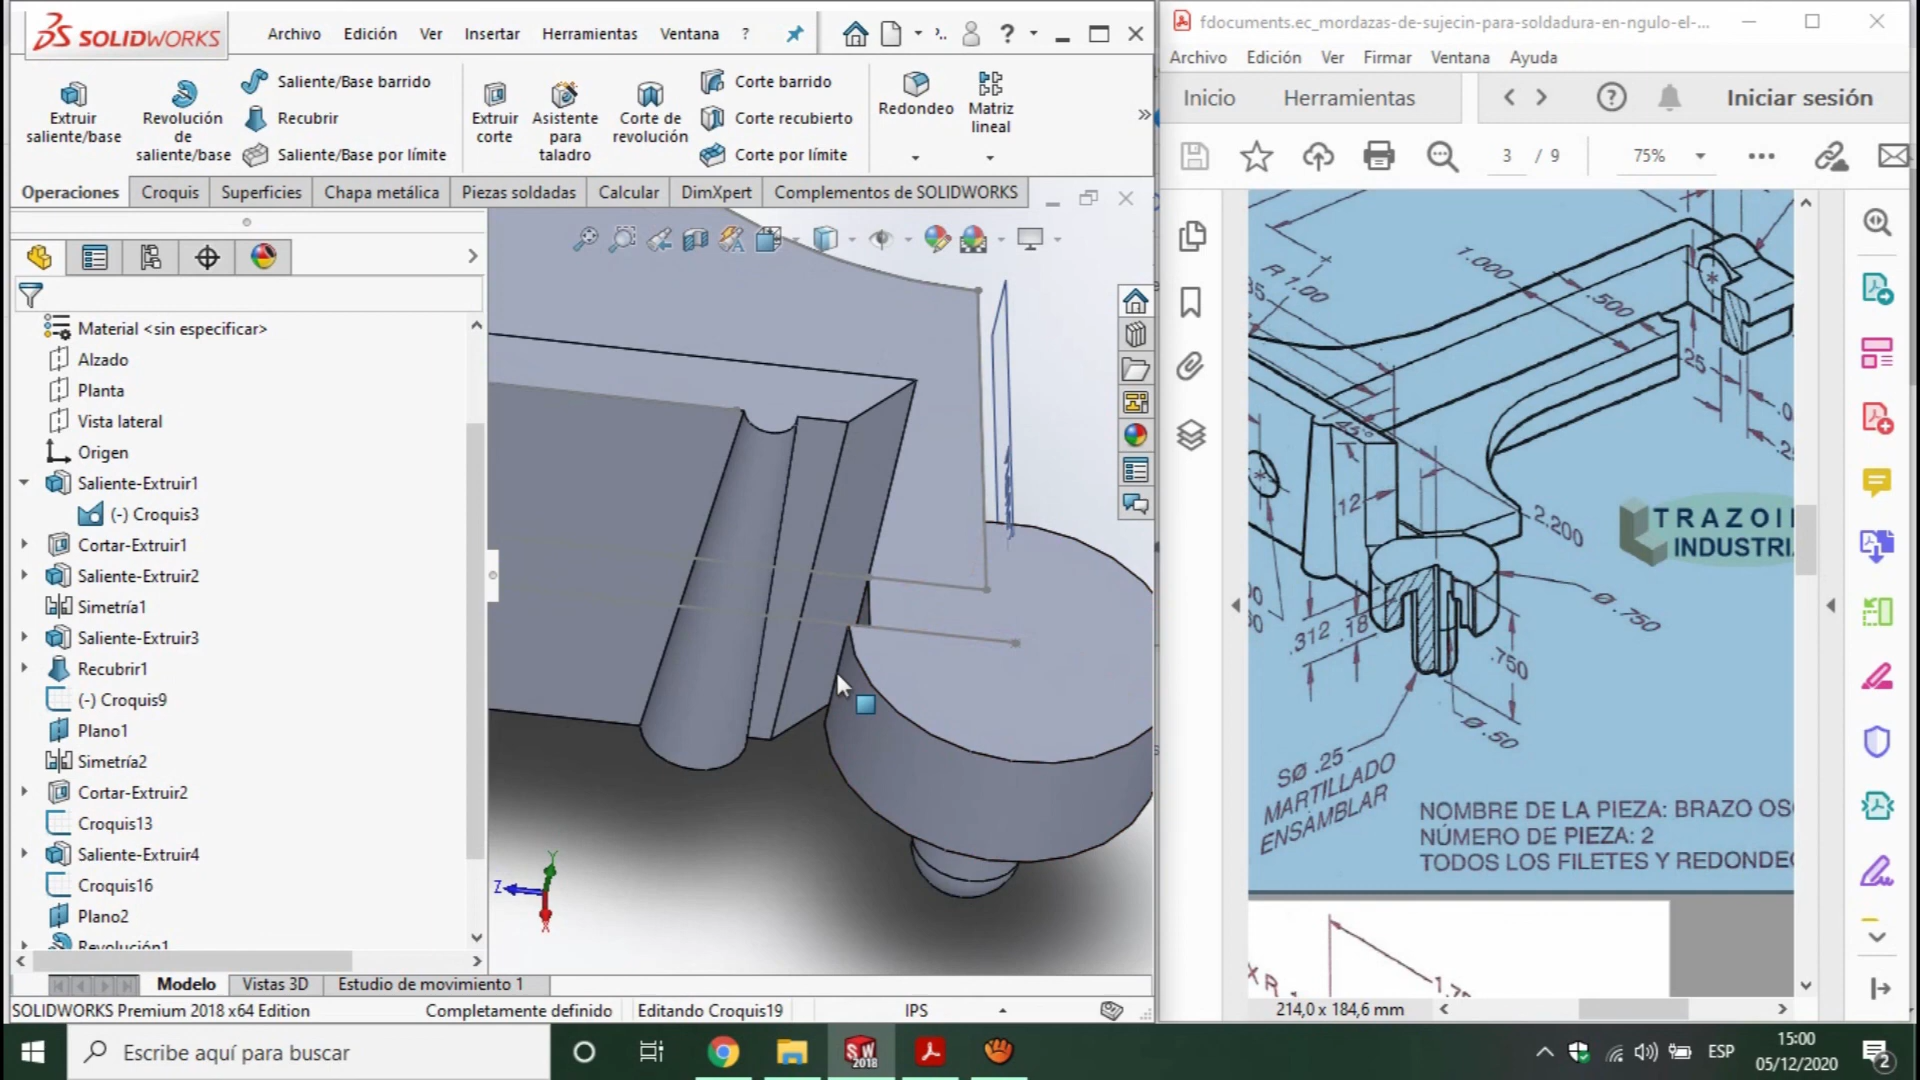 SOLIDWORKS
Archivo Edición Ver Insertar Herramientas Ventana ?
Extruir saliente/base
Revolución de saliente/base
Saliente/Base barrido
Recubrir
Saliente/Base por límite
Extruir corte
Asistente para taladro
Corte de revolución
Corte barrido
Corte recubierto
Corte por límite
Redondeo
Matriz lineal
Operaciones Croquis Superficies Chapa metálica Piezas soldadas Calcular DimXpert Complementos de SOLIDWORKS
Material <sin especificar>
Alzado
Planta
Vista lateral
Origen
Saliente-Extruir1
(-) Croquis3
Cortar-Extruir1
Saliente-Extruir2
Simetría1
Saliente-Extruir3
Recubrir1
(-) Croquis9
Plano1
Simetría2
Cortar-Extruir2
Croquis13
Saliente-Extruir4
Croquis16
Plano2
Revolución1
Y
Z
X
Modelo Vistas 3D Estudio de movimiento 1
SOLIDWORKS Premium 2018 x64 Edition Completamente definido Editando Croquis19 IPS
fdocuments.ec_mordazas-de-sujecin-para-soldadura-en-ngulo-el-...
Archivo Edición Ver Firmar Ventana Ayuda
Inicio Herramientas Iniciar sesión
3 / 9 75%
R 1.00
1.000
.500
45°
.12
2.200
TRAZOI
INDUSTRI
Ø.750
.312 .18
.750
Ø.50
SØ .25
MARTILLADO
ENSAMBLAR
NOMBRE DE LA PIEZA: BRAZO OS
NÚMERO DE PIEZA: 2
TODOS LOS FILETES Y REDONDE
214,0 x 184,6 mm
Escribe aquí para buscar
SW
2018
ESP
15:00
05/12/2020
2